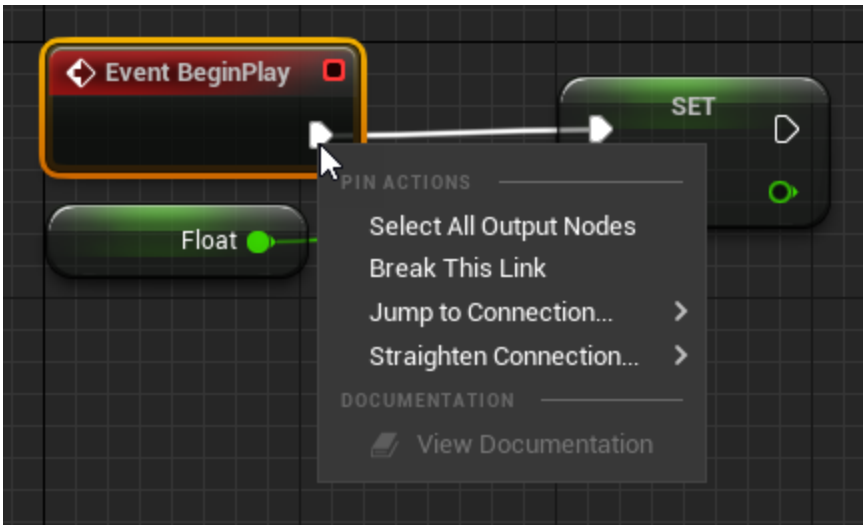 Event BeginPlay
SET
Float
PIN ACTIONS
Select All Output Nodes
Break This Link
Jump to Connection...
Straighten Connection...
DOCUMENTATION
View Documentation